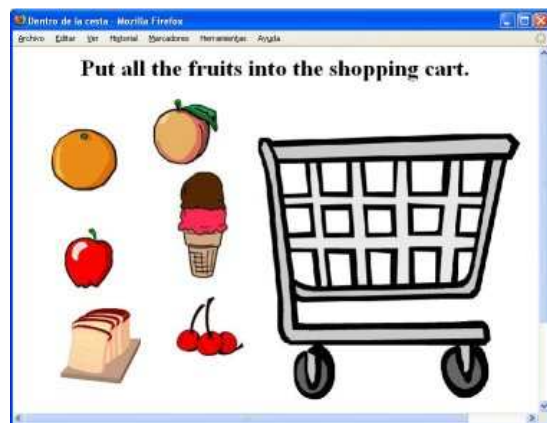 Dentro de la cesta - Mozilla Firefox
Archivo Editar Ver Historial Marcadores Herramientas Ayuda
Put all the fruits into the shopping cart.